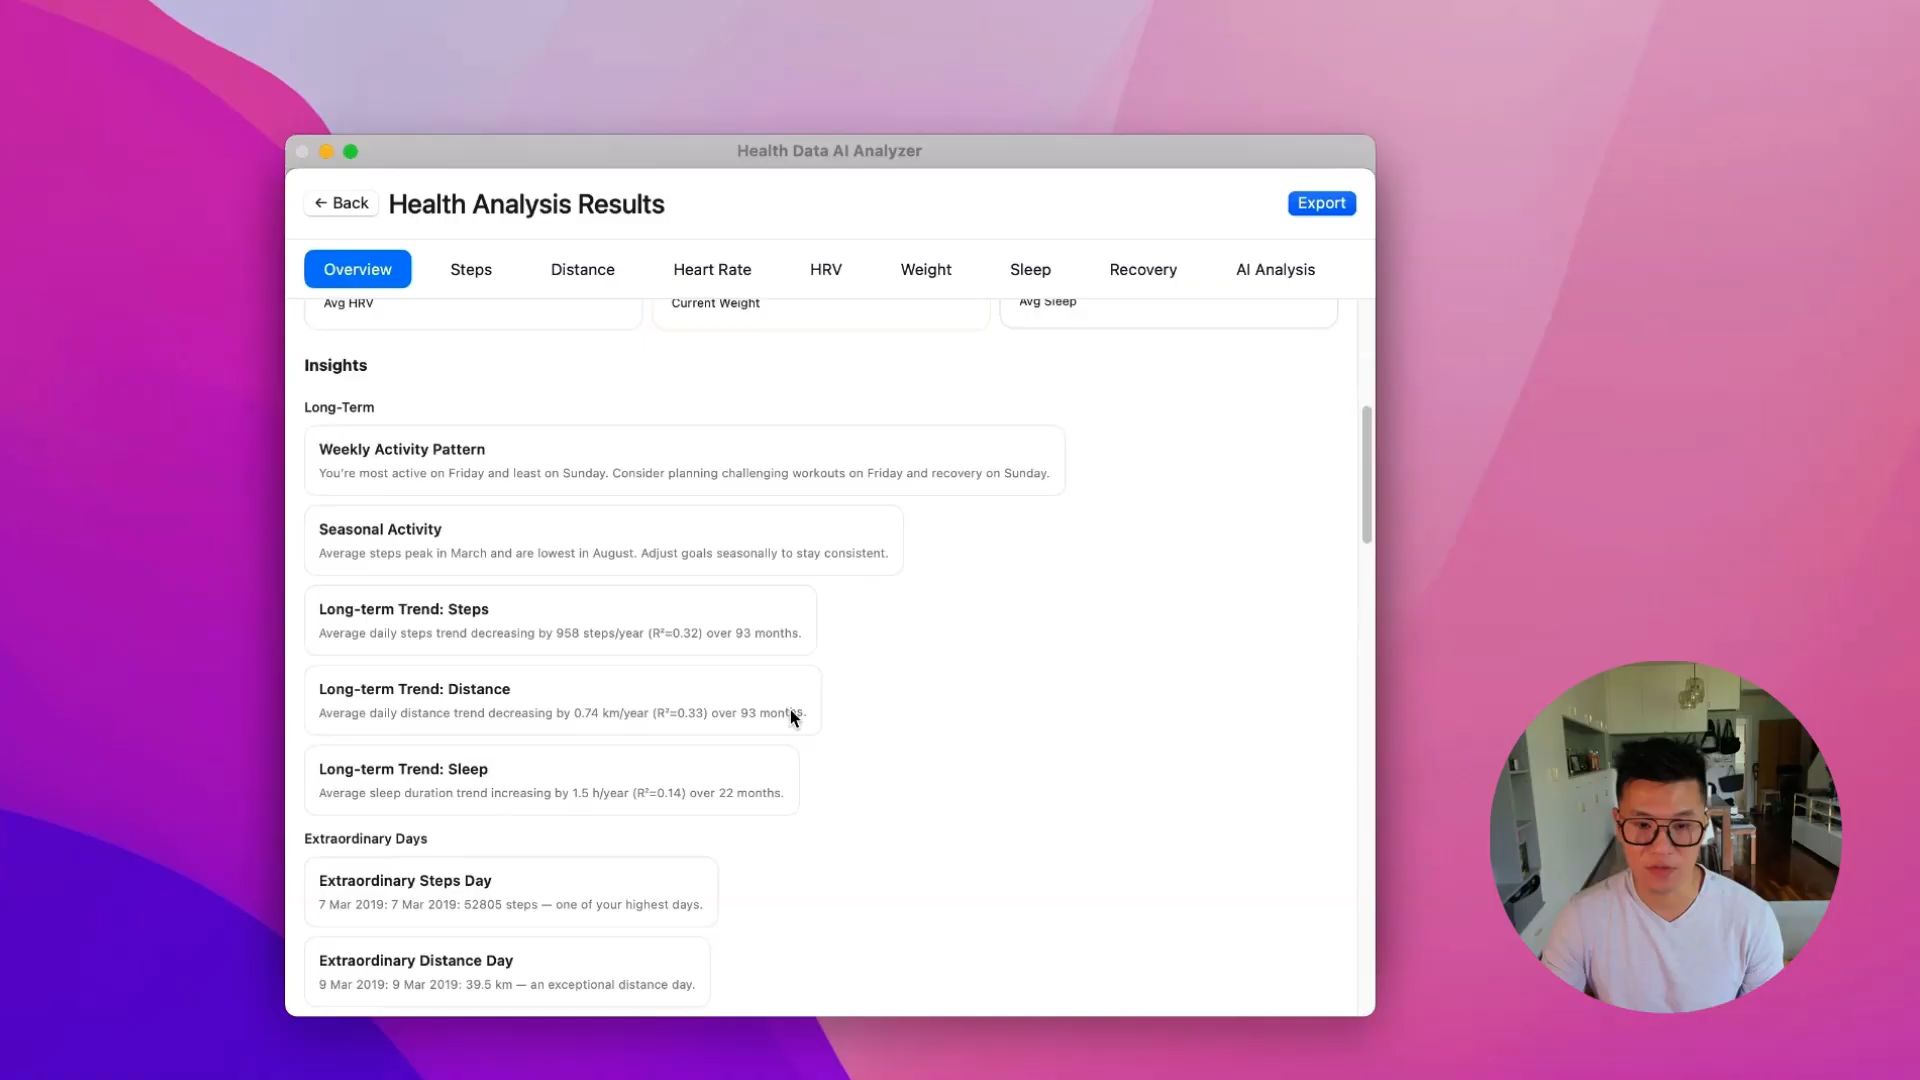 Health Data AI Analyzer
← Back Health Analysis Results Export
Overview Steps Distance Heart Rate HRV Weight Sleep Recovery AI Analysis
Avg HRV Current Weight Avg Sleep
Insights
Long-Term
Weekly Activity Pattern
You're most active on Friday and least on Sunday. Consider planning challenging workouts on Friday and recovery on Sunday.
Seasonal Activity
Average steps peak in March and are lowest in August. Adjust goals seasonally to stay consistent.
Long-term Trend: Steps
Average daily steps trend decreasing by 958 steps/year (R²=0.32) over 93 months.
Long-term Trend: Distance
Average daily distance trend decreasing by 0.74 km/year (R²=0.33) over 93 months.
Long-term Trend: Sleep
Average sleep duration trend increasing by 1.5 h/year (R²=0.14) over 22 months.
Extraordinary Days
Extraordinary Steps Day
7 Mar 2019: 7 Mar 2019: 52805 steps — one of your highest days.
Extraordinary Distance Day
9 Mar 2019: 9 Mar 2019: 39.5 km — an exceptional distance day.